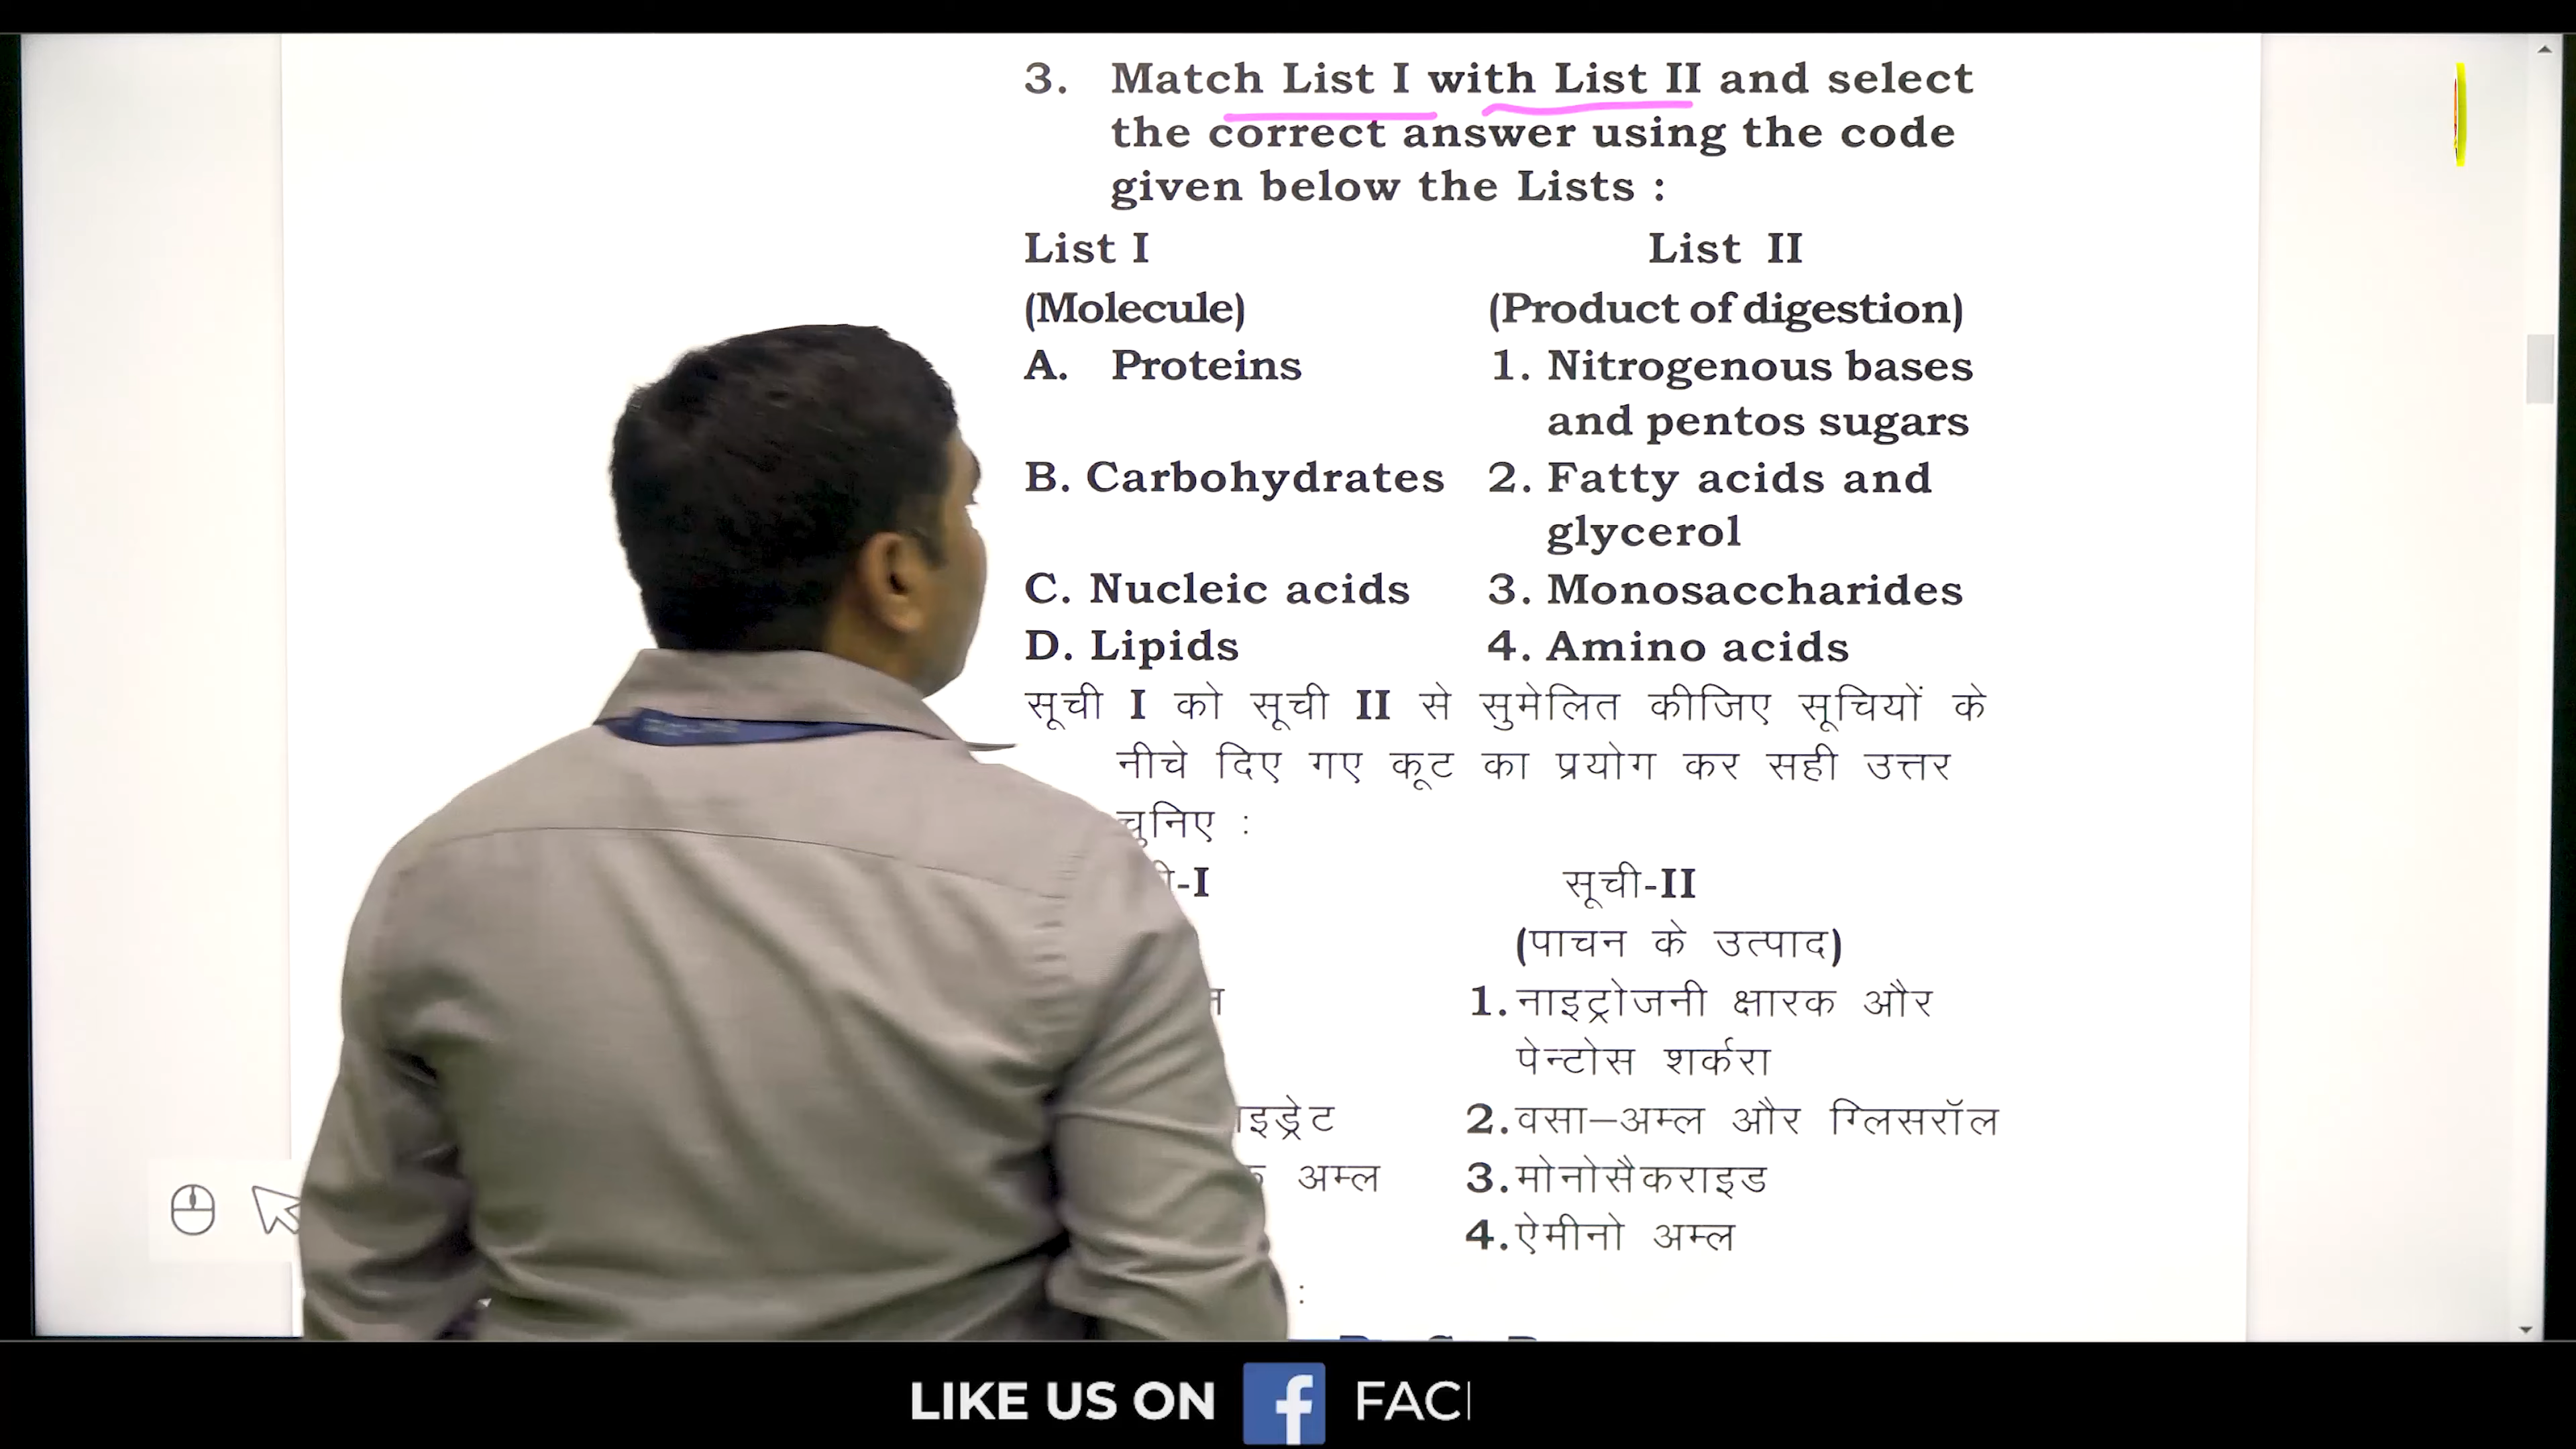 3. Match List I with List II and select
the correct answer using the code
given below the Lists :
List I List II
(Molecule) (Product of digestion)
A. Proteins 1. Nitrogenous bases
and pentos sugars
B. Carbohydrates 2. Fatty acids and
glycerol
C. Nucleic acids 3. Monosaccharides
D. Lipids 4. Amino acids
सूची I को सूची II से सुमेलित कीजिए सूचियों के
नीचे दिए गए कूट का प्रयोग कर सही उत्तर
चुनिए :
-I सूची-II
(पाचन के उत्पाद)
1. नाइट्रोजनी क्षारक और
पेन्टोस शर्करा
2. वसा–अम्ल और ग्लिसरॉल
अम्ल 3. मोनोसैकराइड
4. ऐमीनो अम्ल
:
LIKE US ON f FAC